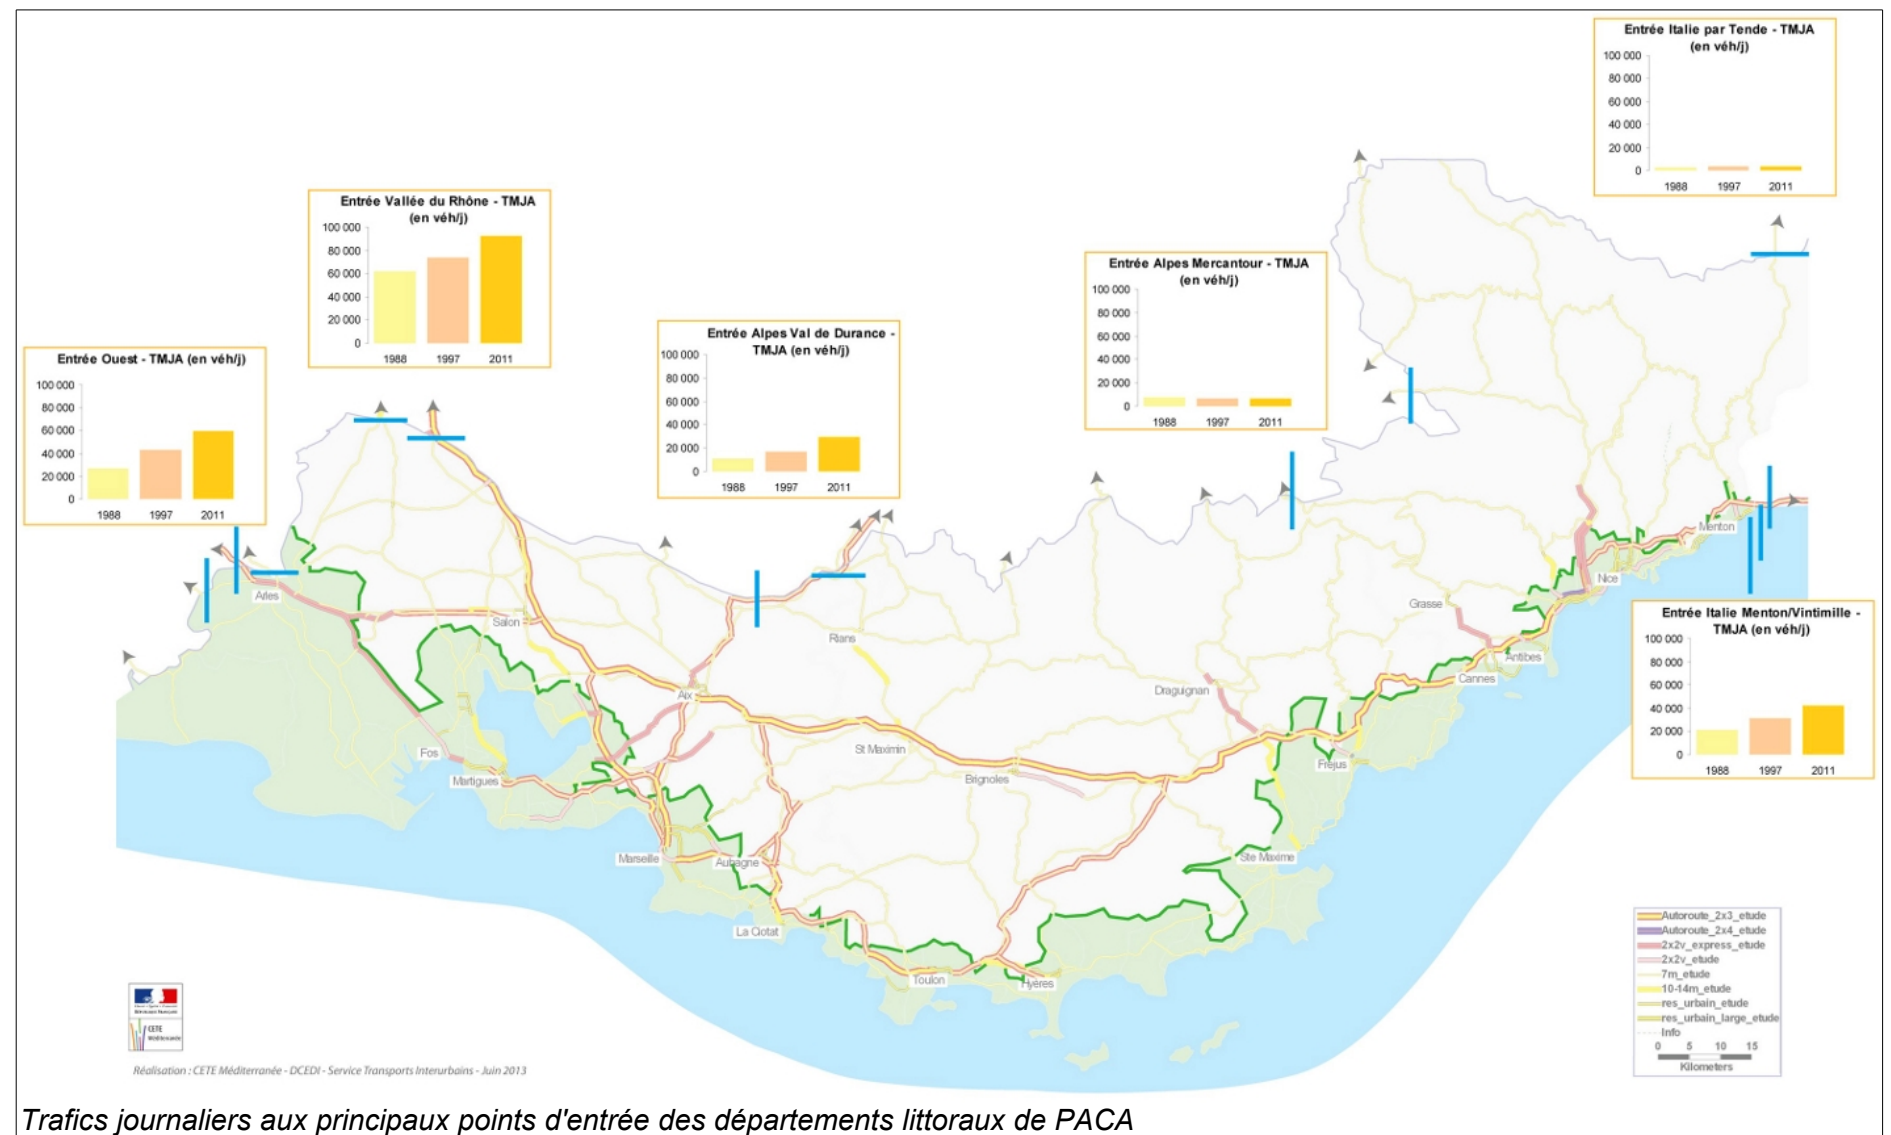 Entrée Italie par Tende - TMJA
(en véh/j)
100 000
80 000
60 000
40 000
20 000
0
1988 1997 2011
Entrée Vallée du Rhône - TMJA
(en véh/j)
100 000
80 000
60 000
40 000
20 000
0
1988 1997 2011
Entrée Alpes Mercantour - TMJA
(en véh/j)
100 000
80 000
60 000
40 000
20 000
0
1988 1997 2011
Entrée Alpes Val de Durance -
TMJA (en véh/j)
100 000
80 000
60 000
40 000
20 000
0
1988 1997 2011
Entrée Ouest - TMJA (en véh/j)
100 000
80 000
60 000
40 000
20 000
0
1988 1997 2011
Entrée Italie Menton/Vintimille -
TMJA (en véh/j)
100 000
80 000
60 000
40 000
20 000
0
1988 1997 2011
Menton
Nice
Arles
Grasse
Salon
Rians
Antibes
Cannes
Aix
Draguignan
St Maximin
Fos
Fréjus
Martigues
Brignoles
Marseille
Aubagne
Ste Maxime
La Ciotat
Toulon
Hyères
Autoroute_2x3_etude
Autoroute_2x4_etude
2x2v_express_etude
2x2v_etude
7m_etude
10-14m_etude
res_urbain_etude
res_urbain_large_etude
Info
0 5 10 15
Kilometers
CETE
Méditerranée
Réalisation : CETE Méditerranée - DCEDI - Service Transports Interurbains - Juin 2013
Trafics journaliers aux principaux points d'entrée des départements littoraux de PACA